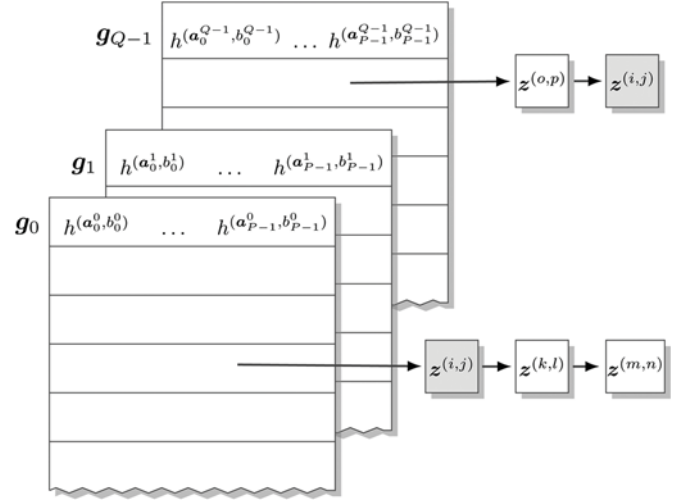 g_{Q−1} h^{(a_0^{Q−1},b_0^{Q−1})} … h^{(a_{P−1}^{Q−1},b_{P−1}^{Q−1})}
z^{(o,p)} z^{(i,j)}
g_1 h^{(a_0^1,b_0^1)} … h^{(a_{P−1}^1,b_{P−1}^1)}
g_0 h^{(a_0^0,b_0^0)} … h^{(a_{P−1}^0,b_{P−1}^0)}
z^{(i,j)} z^{(k,l)} z^{(m,n)}